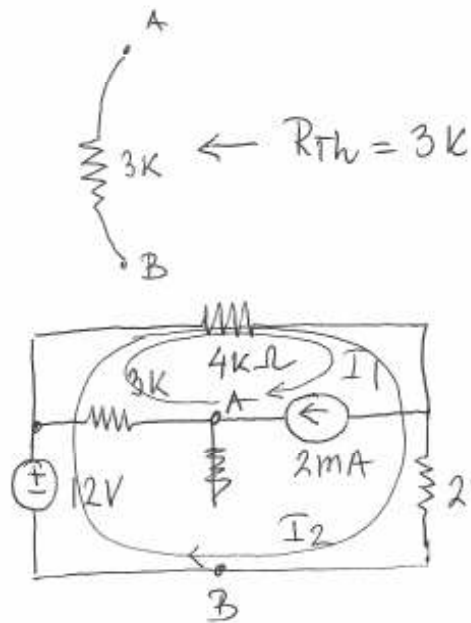 A
3K ← RTh = 3K
B
4KΩ I1
3K A
2mA
12V 2
I2
B